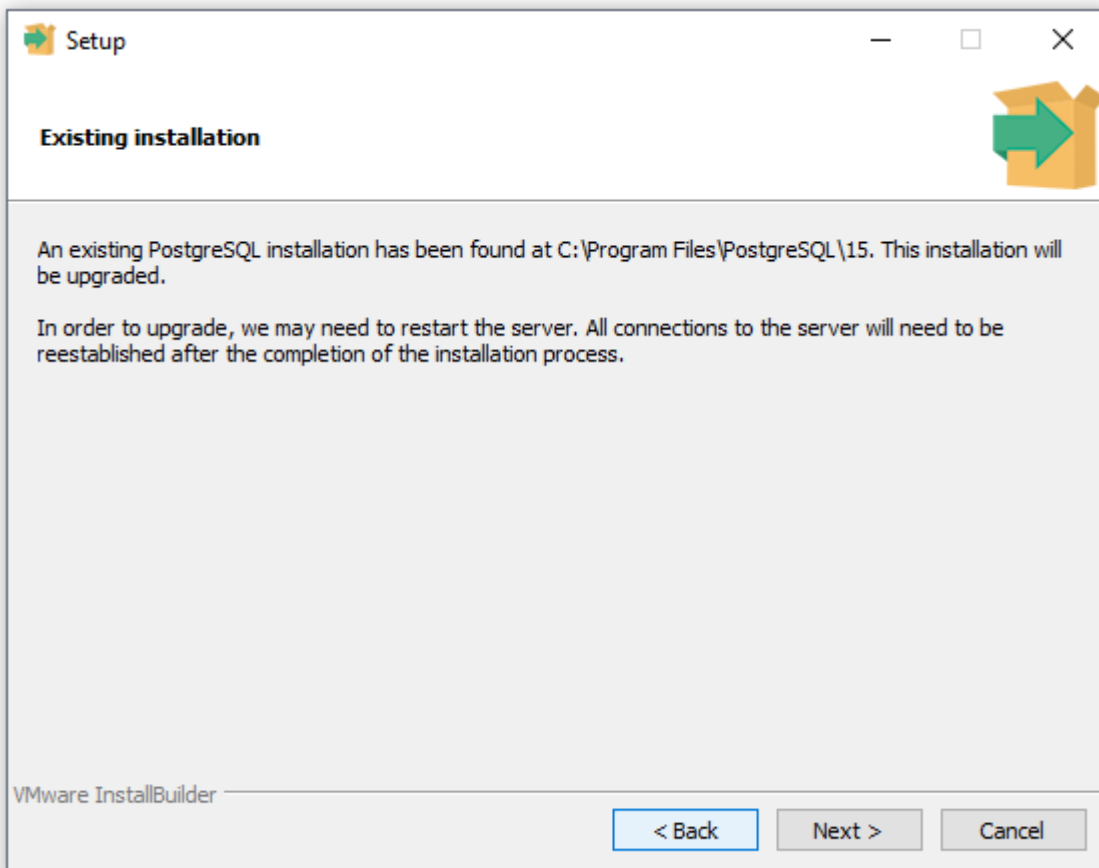 Setup
Existing installation
An existing PostgreSQL installation has been found at C:\Program Files\PostgreSQL\15. This installation will
be upgraded.
In order to upgrade, we may need to restart the server. All connections to the server will need to be
reestablished after the completion of the installation process.
VMware InstallBuilder
< Back
Next >
Cancel